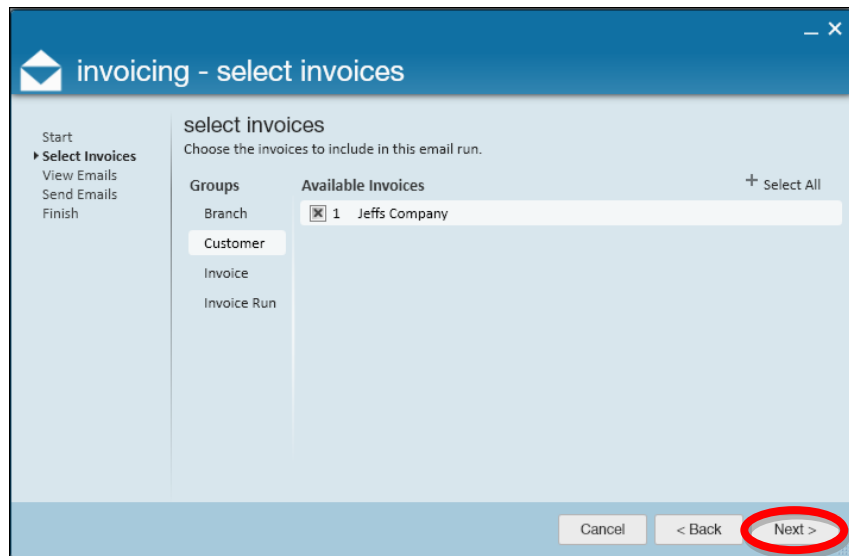 invoicing - select invoices
Start
Select Invoices
View Emails
Send Emails
Finish
select invoices
Choose the invoices to include in this email run.
Groups
Branch
Customer
Invoice
Invoice Run
Available Invoices
+ Select All
1 Jeffs Company
Cancel
< Back
Next >